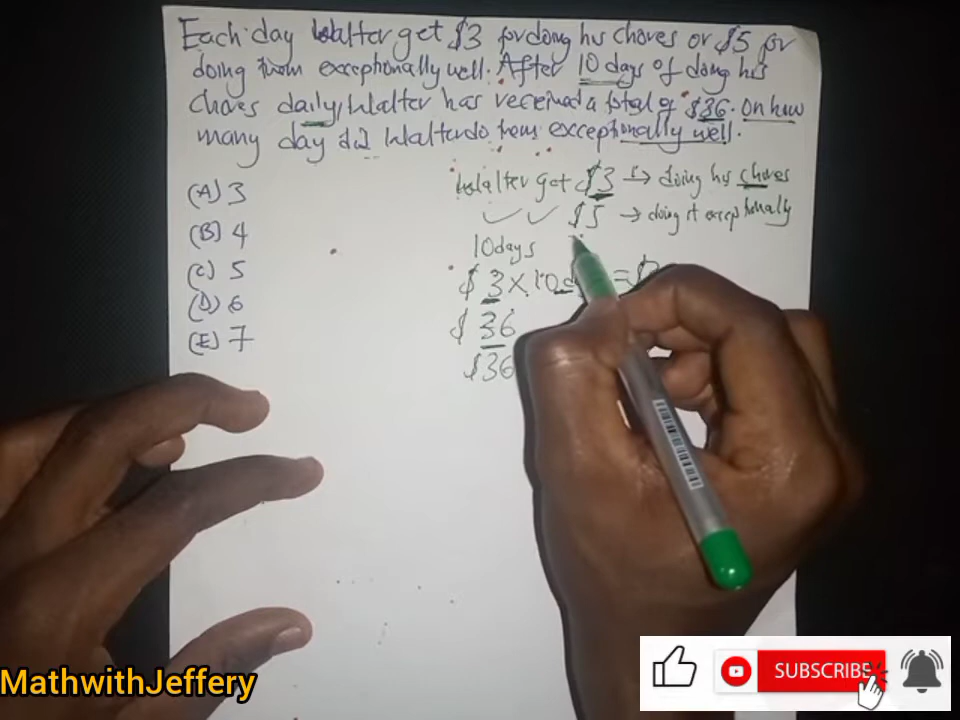 Each day Walter get $3 for doing his chores or $5 for
doing them exceptionally well. After 10 days of doing his
chores daily, Walter has received a total of $36. On how
many day did Walter do them exceptionally well.
(A) 3
(B) 4
(C) 5
(D) 6
(E) 7
Walter get $3 → doing his chores
$5 → doing it exceptionally
10days
$ 3 × 10 = $
$ 36
$36
MathwithJeffery
SUBSCRIBE